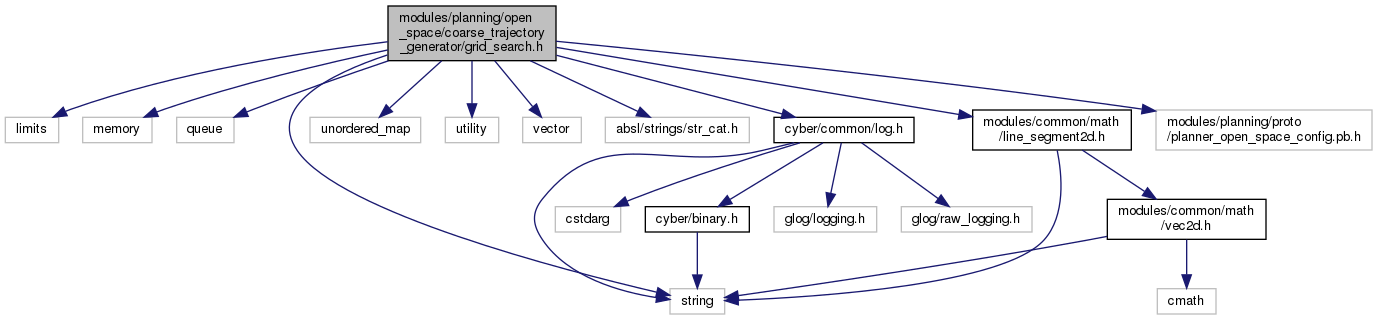 modules/planning/open
_space/coarse_trajectory
_generator/grid_search.h
limits
memory
queue
unordered_map
utility
vector
absl/strings/str_cat.h
cyber/common/log.h
modules/common/math
/line_segment2d.h
modules/planning/proto
/planner_open_space_config.pb.h
cstdarg
cyber/binary.h
glog/logging.h
glog/raw_logging.h
modules/common/math
/vec2d.h
string
cmath